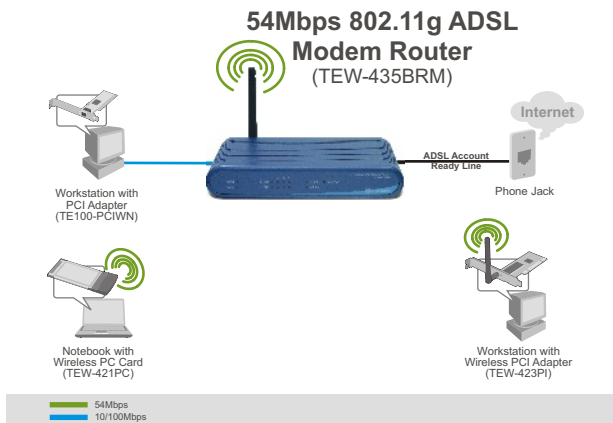 54Mbps 802.11g ADSL
Modem Router
(TEW-435BRM)
Internet
ADSL Account
Ready Line
Phone Jack
Workstation with
PCI Adapter
(TE100-PCIWN)
Notebook with
Wireless PC Card
(TEW-421PC)
Workstation with
Wireless PCI Adapter
(TEW-423PI)
54Mbps
10/100Mbps